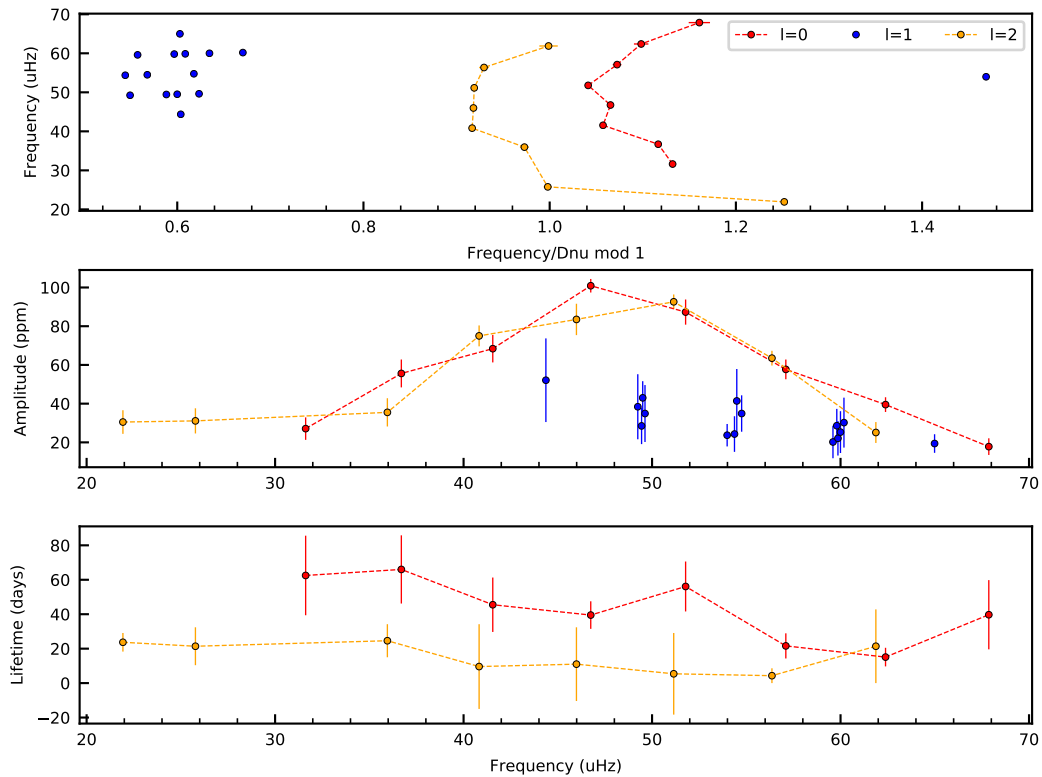 70
60
50
40
30
20
Frequency (uHz)
l=0 l=1 l=2
0.6 0.8 1.0 1.2 1.4
Frequency/Dnu mod 1
100
80
60
40
20
Amplitude (ppm)
20 30 40 50 60 70
80
60
40
20
0
−20
Lifetime (days)
20 30 40 50 60 70
Frequency (uHz)